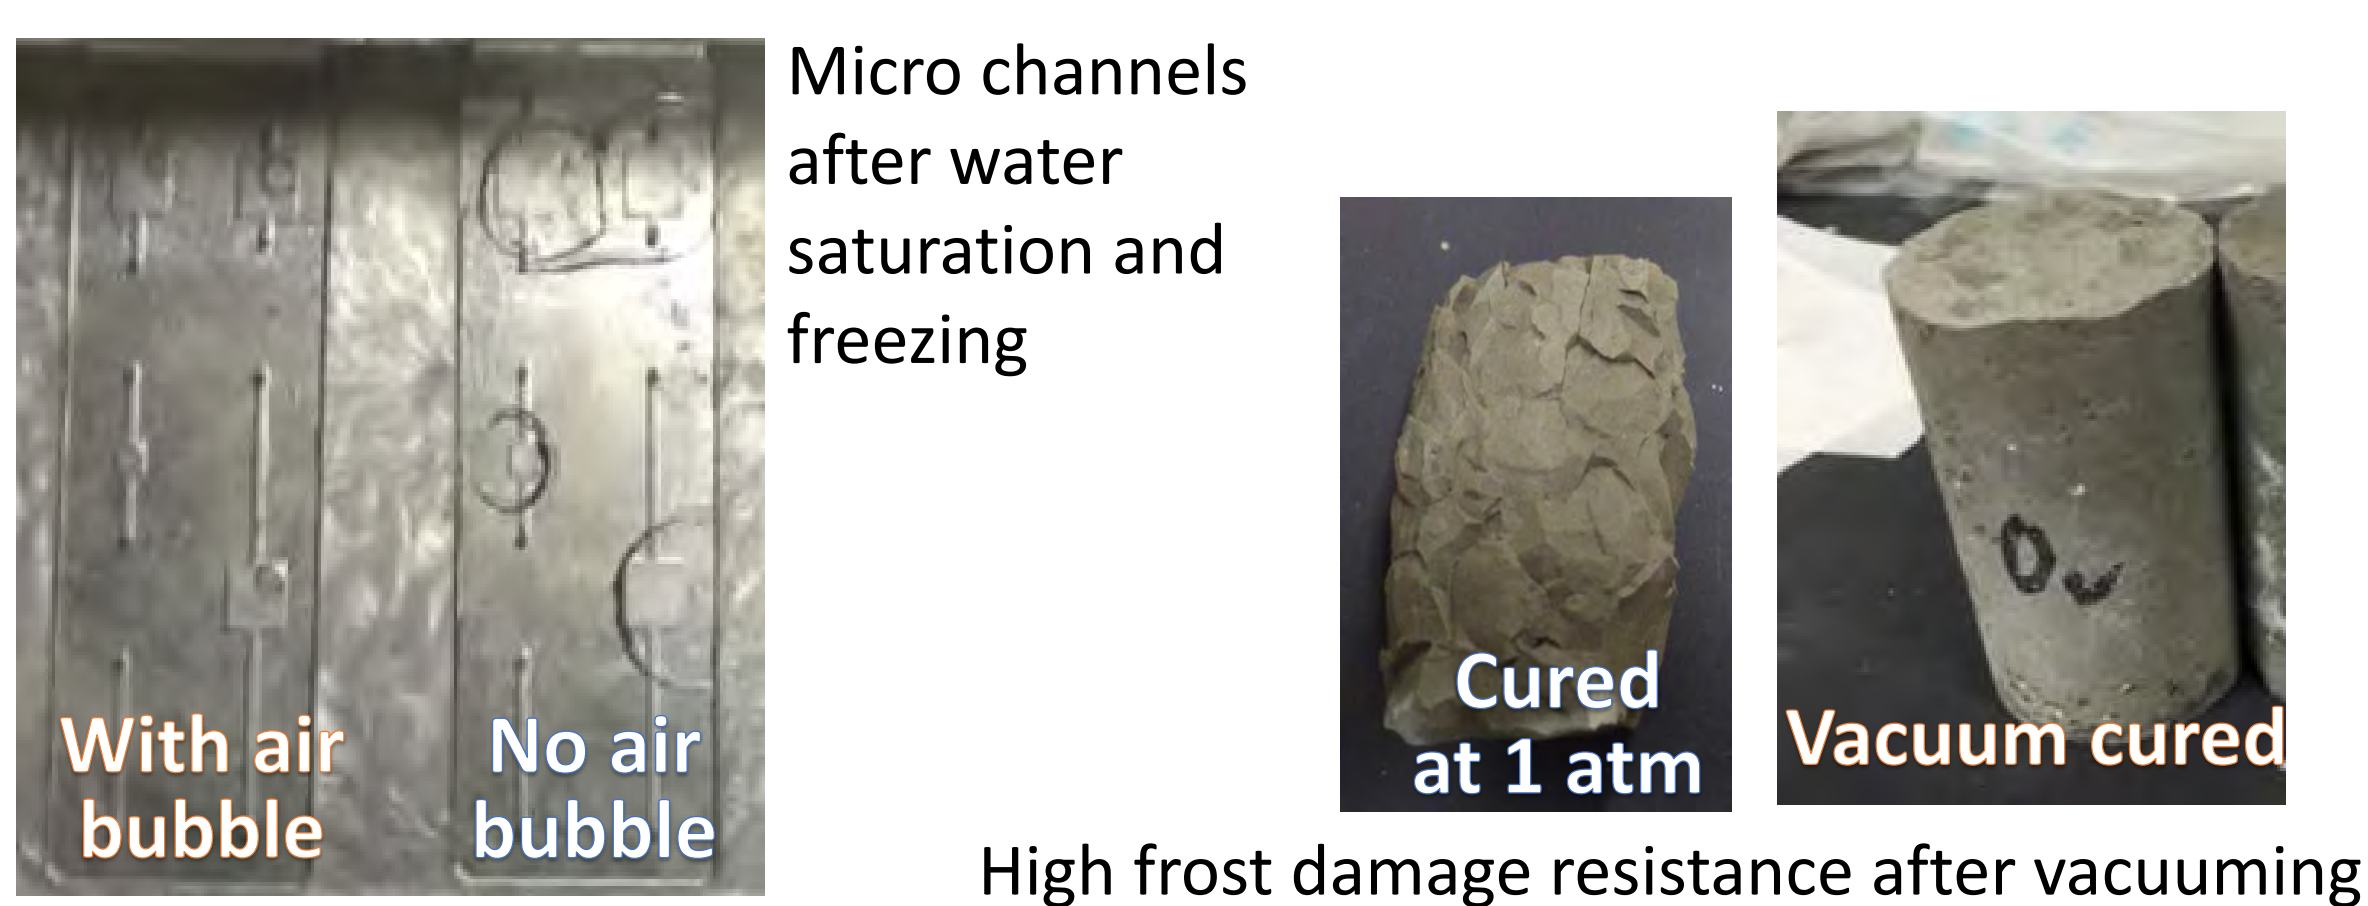 Micro channels
after water
saturation and
freezing
With air
bubble
No air
bubble
Cured
at 1 atm
Vacuum cured
High frost damage resistance after vacuuming